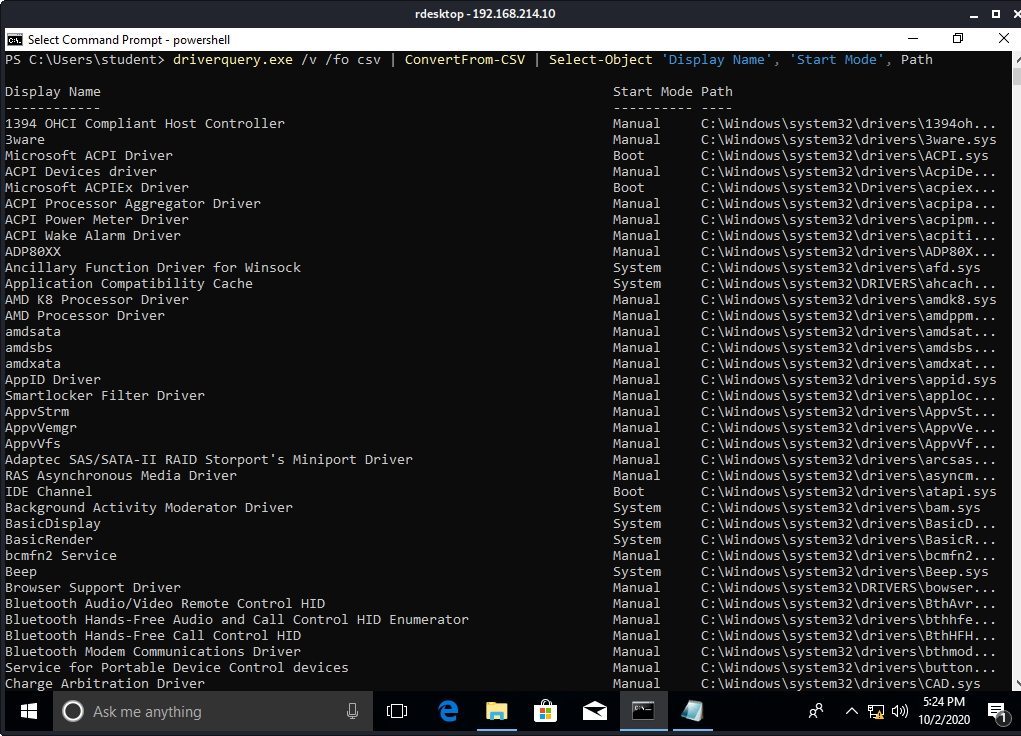 rdesktop - 192.168.214.10
Select Command Prompt - powershell
PS C:\Users\student> driverquery.exe /v /fo csv | ConvertFrom-CSV | Select-Object 'Display Name', 'Start Mode', Path
Display Name Start Mode Path
------------ ---------- ----
1394 OHCI Compliant Host Controller Manual C:\Windows\system32\drivers\1394oh...
3ware Manual C:\Windows\system32\drivers\3ware.sys
Microsoft ACPI Driver Boot C:\Windows\system32\drivers\ACPI.sys
ACPI Devices driver Manual C:\Windows\system32\drivers\AcpiDe...
Microsoft ACPIEx Driver Boot C:\Windows\system32\Drivers\acpiex...
ACPI Processor Aggregator Driver Manual C:\Windows\system32\drivers\acpipa...
ACPI Power Meter Driver Manual C:\Windows\system32\drivers\acpipm...
ACPI Wake Alarm Driver Manual C:\Windows\system32\drivers\acpiti...
ADP80XX Manual C:\Windows\system32\drivers\ADP80X...
Ancillary Function Driver for Winsock System C:\Windows\system32\drivers\afd.sys
Application Compatibility Cache System C:\Windows\system32\DRIVERS\ahcach...
AMD K8 Processor Driver Manual C:\Windows\system32\drivers\amdk8.sys
AMD Processor Driver Manual C:\Windows\system32\drivers\amdppm...
amdsata Manual C:\Windows\system32\drivers\amdsat...
amdsbs Manual C:\Windows\system32\drivers\amdsbs...
amdxata Manual C:\Windows\system32\drivers\amdxat...
AppID Driver Manual C:\Windows\system32\drivers\appid.sys
Smartlocker Filter Driver Manual C:\Windows\system32\drivers\apploc...
AppvStrm Manual C:\Windows\system32\drivers\AppvSt...
AppvVemgr Manual C:\Windows\system32\drivers\AppvVe...
AppvVfs Manual C:\Windows\system32\drivers\AppvVf...
Adaptec SAS/SATA-II RAID Storport's Miniport Driver Manual C:\Windows\system32\drivers\arcsas...
RAS Asynchronous Media Driver Manual C:\Windows\system32\drivers\asyncm...
IDE Channel Boot C:\Windows\system32\drivers\atapi.sys
Background Activity Moderator Driver System C:\Windows\system32\drivers\bam.sys
BasicDisplay System C:\Windows\system32\drivers\BasicD...
BasicRender System C:\Windows\system32\drivers\BasicR...
bcmfn2 Service Manual C:\Windows\system32\drivers\bcmfn2...
Beep System C:\Windows\system32\drivers\Beep.sys
Browser Support Driver Manual C:\Windows\system32\DRIVERS\bowser...
Bluetooth Audio/Video Remote Control HID Manual C:\Windows\system32\drivers\BthAvr...
Bluetooth Hands-Free Audio and Call Control HID Enumerator Manual C:\Windows\system32\drivers\bthhfe...
Bluetooth Hands-Free Call Control HID Manual C:\Windows\system32\drivers\BthHFH...
Bluetooth Modem Communications Driver Manual C:\Windows\system32\drivers\bthmod...
Service for Portable Device Control devices Manual C:\Windows\system32\drivers\button...
Charge Arbitration Driver Manual C:\Windows\system32\drivers\CAD.sys
Ask me anything
5:24 PM
10/2/2020
1